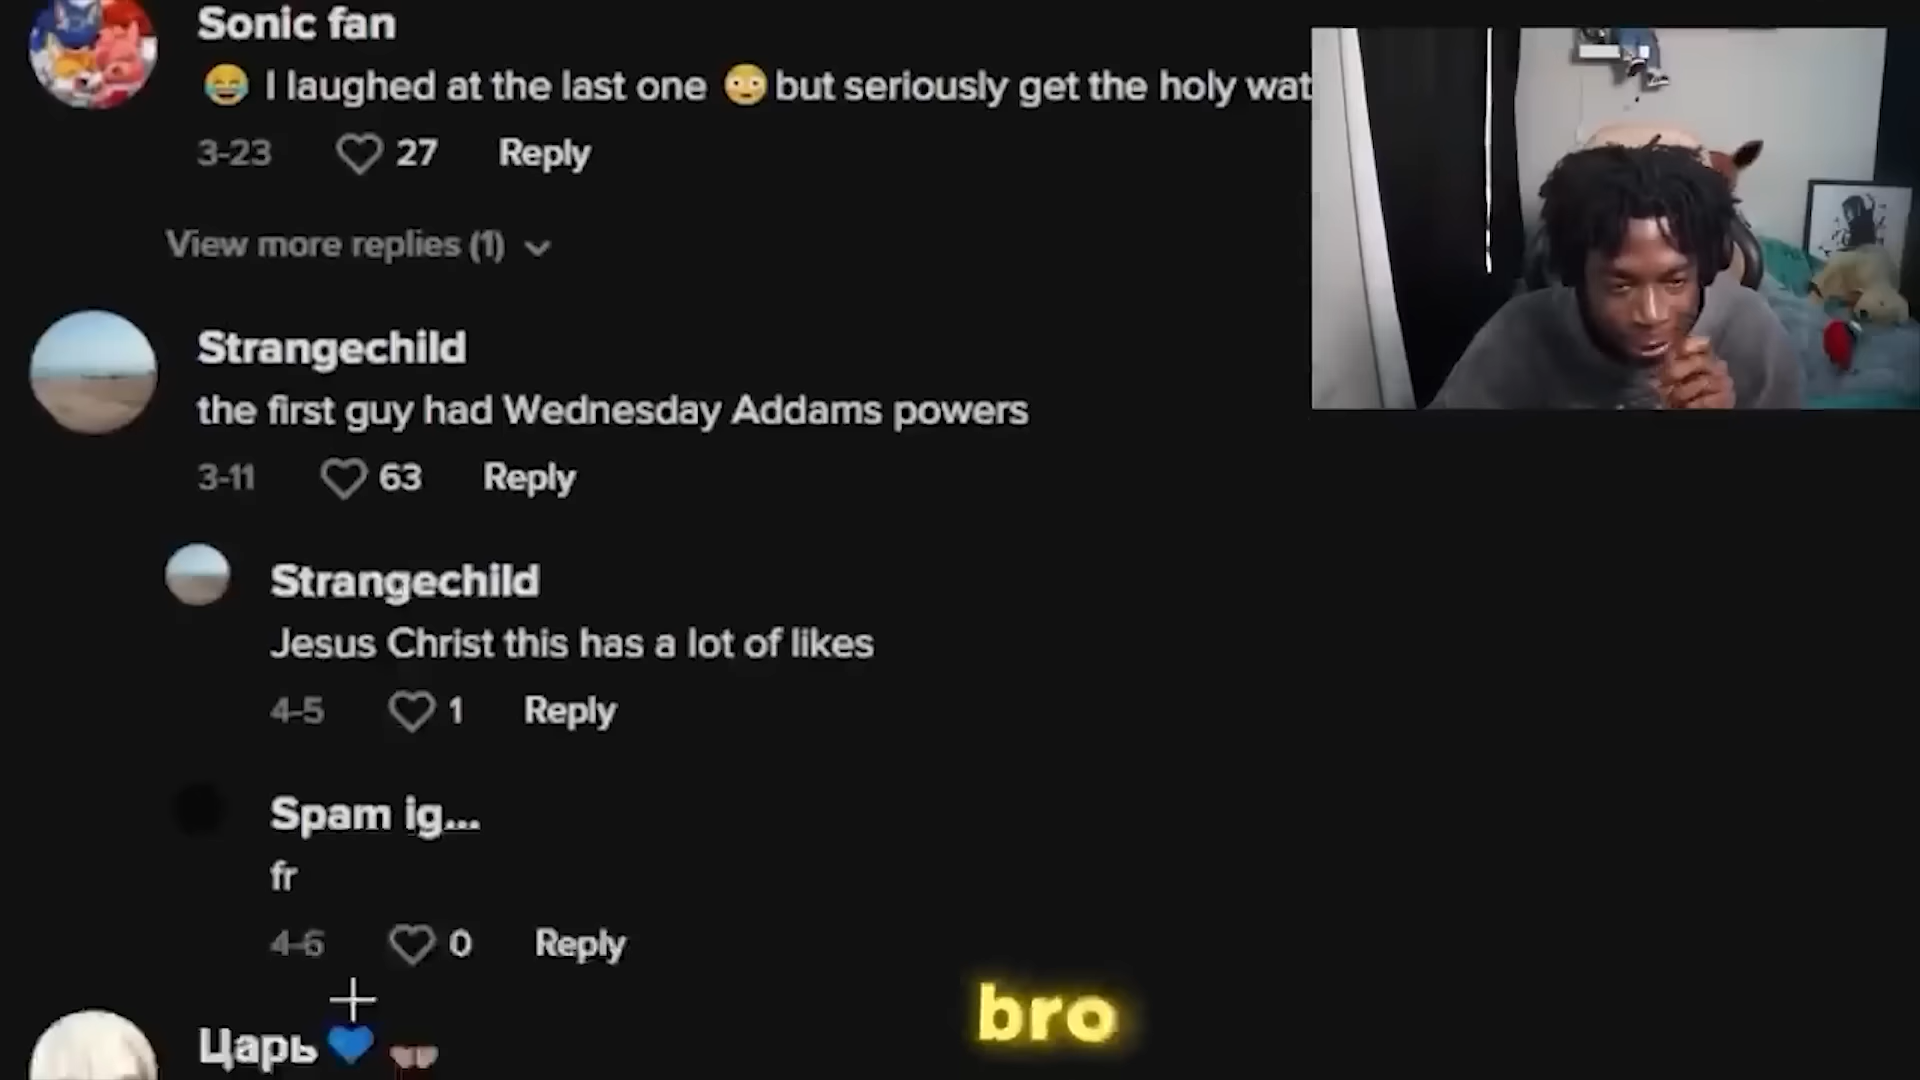 Sonic fan
😂 I laughed at the last one 😳 but seriously get the holy wat
3-23 27 Reply
View more replies (1)
Strangechild
the first guy had Wednesday Addams powers
3-11 63 Reply
Strangechild
Jesus Christ this has a lot of likes
4-5 1 Reply
Spam ig...
fr
4-6 0 Reply
bro
Царь 💙